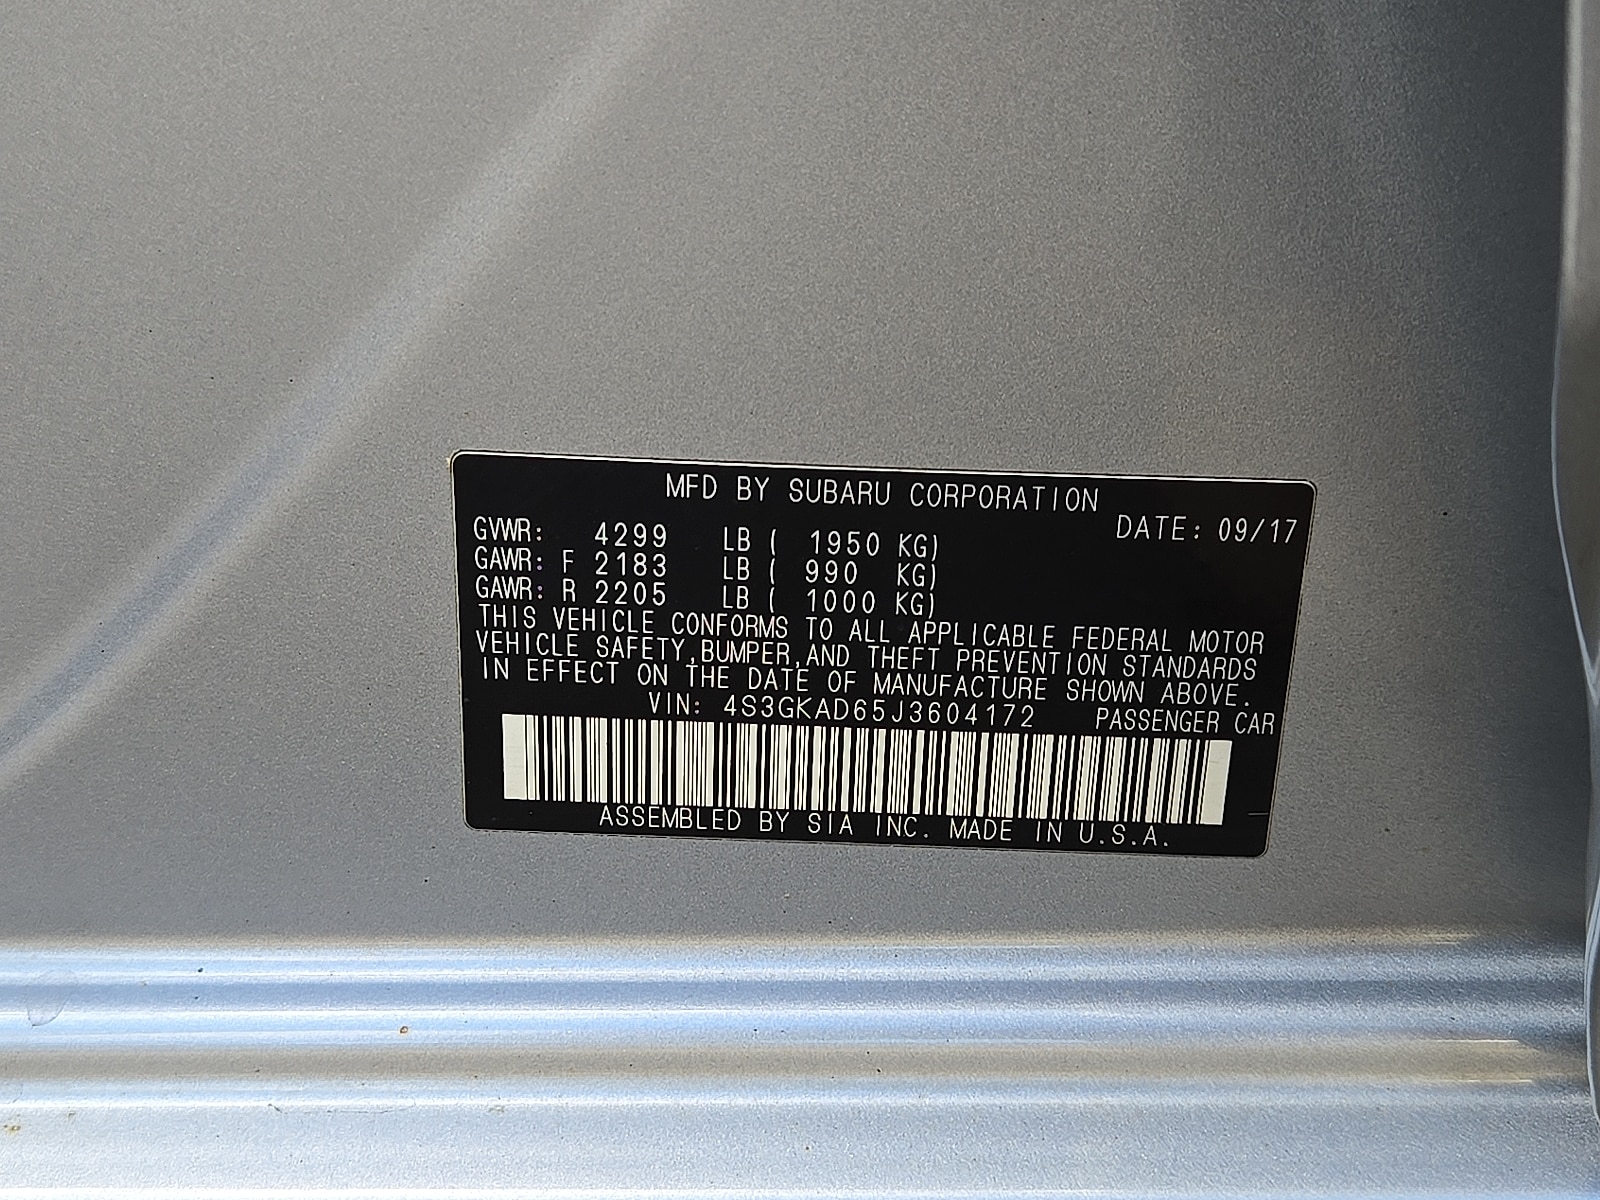 MFD BY SUBARU CORPORATION
DATE: 09/17
GVWR: 4299 LB ( 1950 KG)
GAWR: F 2183 LB ( 990 KG)
GAWR: R 2205 LB ( 1000 KG)
THIS VEHICLE CONFORMS TO ALL APPLICABLE FEDERAL MOTOR
VEHICLE SAFETY,BUMPER,AND THEFT PREVENTION STANDARDS
IN EFFECT ON THE DATE OF MANUFACTURE SHOWN ABOVE.
VIN: 4S3GKAD65J3604172 PASSENGER CAR
ASSEMBLED BY SIA INC. MADE IN U.S.A.